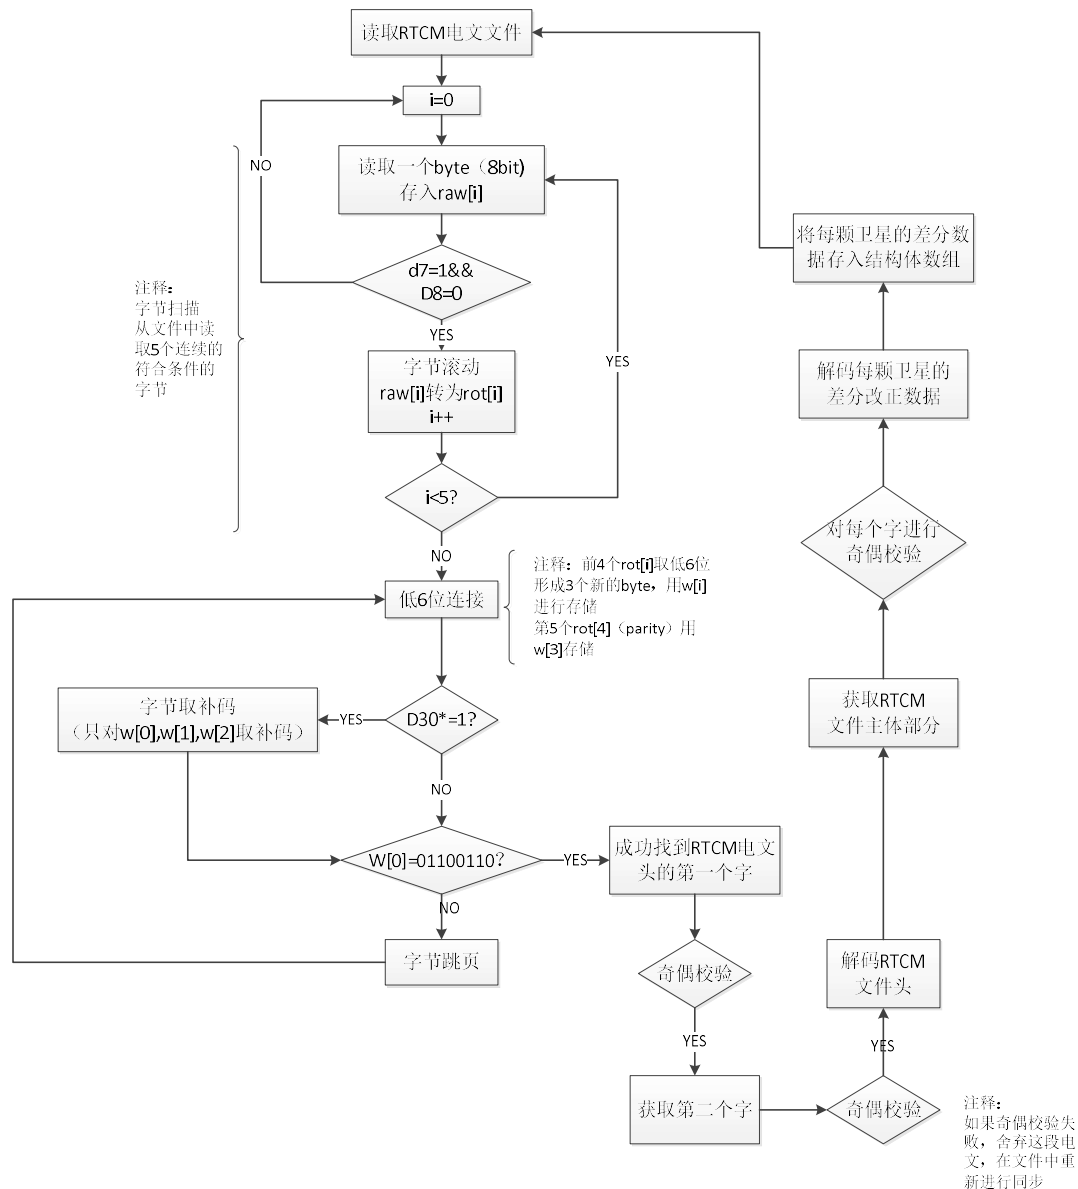 读取RTCM电文文件
i=0
NO
读取一个byte（8bit)
存入raw[i]
d7=1&&
D8=0
YES
注释：
字节扫描
从文件中读
取5个连续的
符合条件的
字节
字节滚动
raw[i]转为rot[i]
i++
YES
i<5?
NO
低6位连接
注释：前4个rot[i]取低6位
形成3个新的byte，用w[i]
进行存储
第5个rot[4]（parity）用
w[3]存储
D30*=1?
YES
字节取补码
（只对w[0],w[1],w[2]取补码）
NO
W[0]=01100110?
YES
NO
字节跳页
成功找到RTCM电文
头的第一个字
奇偶校验
YES
获取第二个字
奇偶校验
注释：
如果奇偶校验失
败，舍弃这段电
文，在文件中重
新进行同步
YES
解码RTCM
文件头
获取RTCM
文件主体部分
对每个字进行
奇偶校验
解码每颗卫星的
差分改正数据
将每颗卫星的差分数
据存入结构体数组